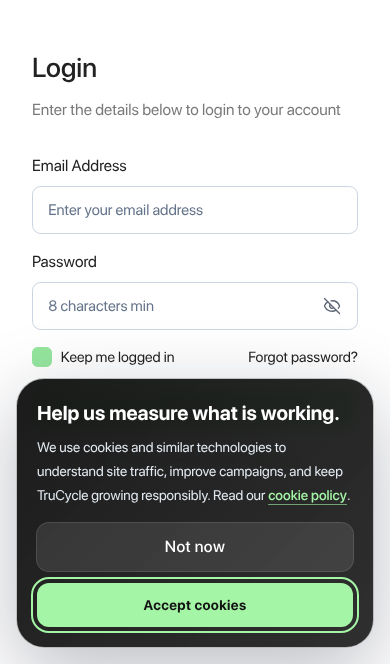 Login
Enter the details below to login to your account
Email Address
Enter your email address
Password
8 characters min
Keep me logged in
Forgot password?
Help us measure what is working.
We use cookies and similar technologies to
understand site traffic, improve campaigns, and keep
TruCycle growing responsibly. Read our cookie policy.
Not now
Accept cookies